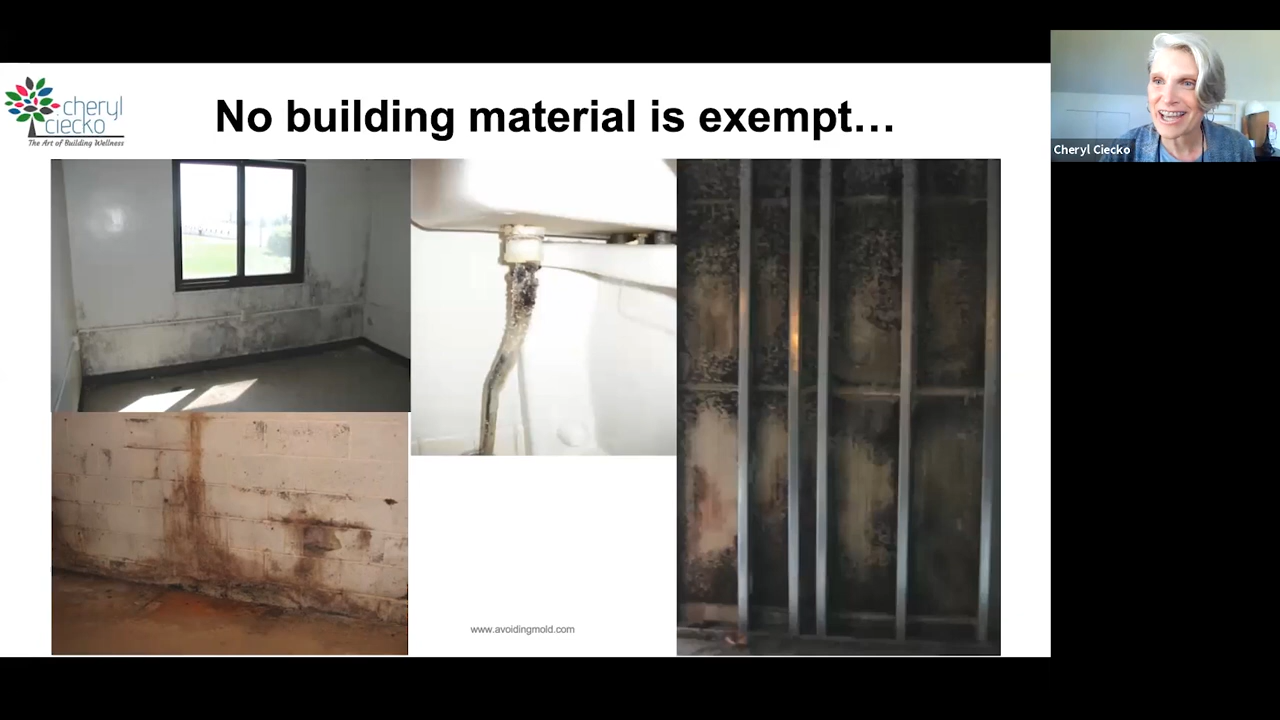 cheryl
ciecko
The Art of Building Wellness
No building material is exempt…
Cheryl Ciecko
www.avoidingmold.com